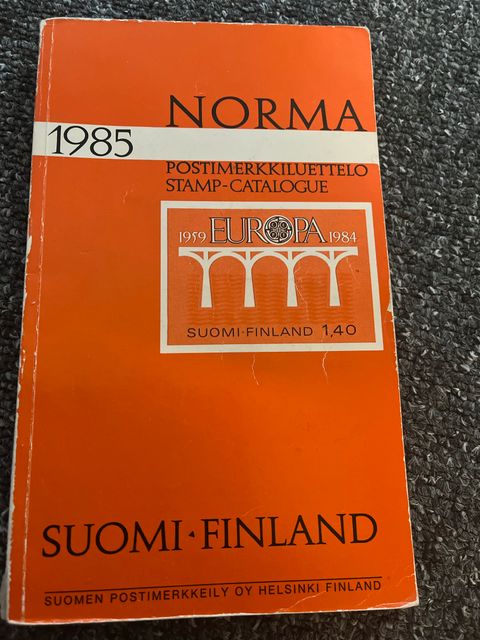 NORMA
1985
POSTIMERKKILUETTELO
STAMP-CATALOGUE
1959 EUROPA 1984
SUOMI·FINLAND 1,40
SUOMI·FINLAND
SUOMEN POSTIMERKKEILY OY HELSINKI FINLAND